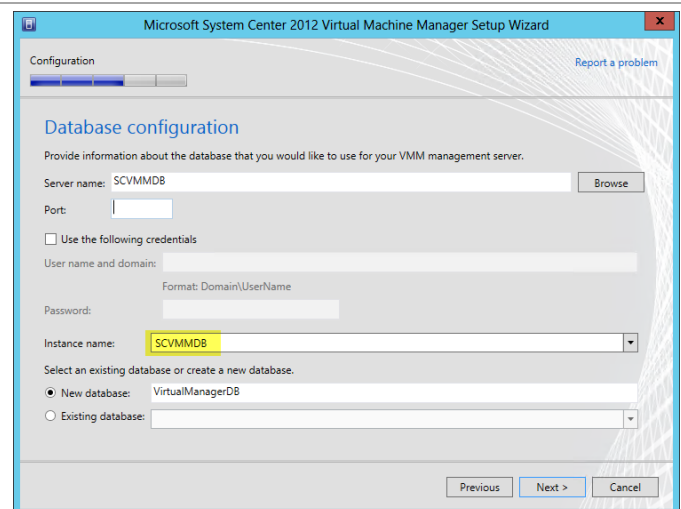 Microsoft System Center 2012 Virtual Machine Manager Setup Wizard x
Configuration Report a problem
Database configuration
Provide information about the database that you would like to use for your VMM management server.
Server name: SCVMMDB Browse
Port:
Use the following credentials
User name and domain:
Format: Domain\UserName
Password:
Instance name: SCVMMDB
Select an existing database or create a new database.
New database: VirtualManagerDB
Existing database:
Previous Next > Cancel